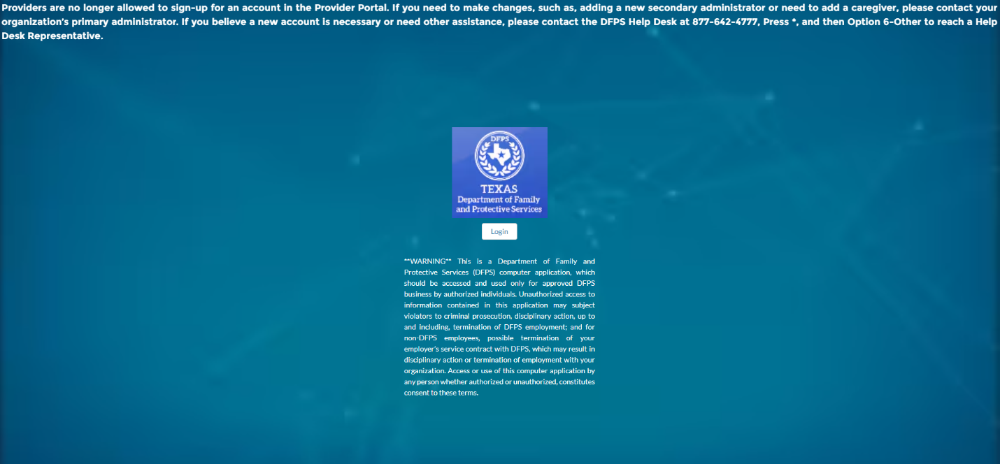 Providers are no longer allowed to sign-up for an account in the Provider Portal. If you need to make changes, such as, adding a new secondary administrator or need to add a caregiver, please contact your
organization's primary administrator. If you believe a new account is necessary or need other assistance, please contact the DFPS Help Desk at 877-642-4777, Press *, and then Option 6-Other to reach a Help
Desk Representative.
DFPS
TEXAS
Department of Family
and Protective Services
Login
**WARNING** This is a Department of Family and
Protective Services (DFPS) computer application, which
should be accessed and used only for approved DFPS
business by authorized individuals. Unauthorized access to
information contained in this application may subject
violators to criminal prosecution, disciplinary action, up to
and including, termination of DFPS employment; and for
non-DFPS employees, possible termination of your
employer's service contract with DFPS, which may result in
disciplinary action or termination of employment with your
organization. Access or use of this computer application by
any person whether authorized or unauthorized, constitutes
consent to these terms.